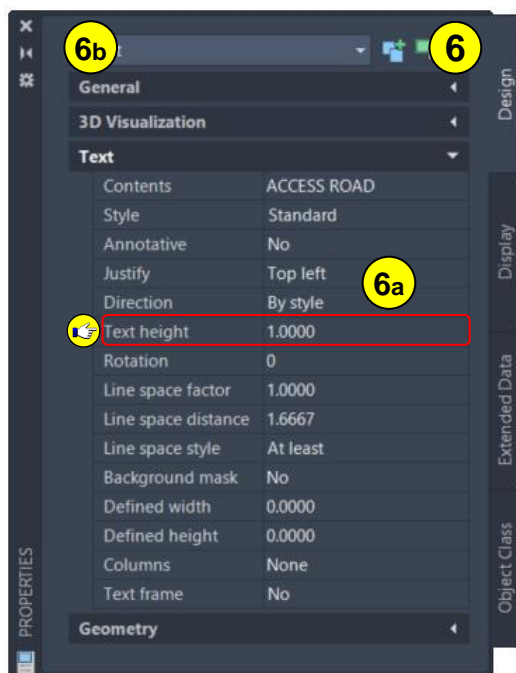 6b
6
General
3D Visualization
Text
Contents ACCESS ROAD
Style Standard
Annotative No
Justify Top left
6a
Direction By style
Text height 1.0000
Rotation 0
Line space factor 1.0000
Line space distance 1.6667
Line space style At least
Background mask No
Defined width 0.0000
Defined height 0.0000
Columns None
Text frame No
Geometry
PROPERTIES
Design
Display
Extended Data
Object Class